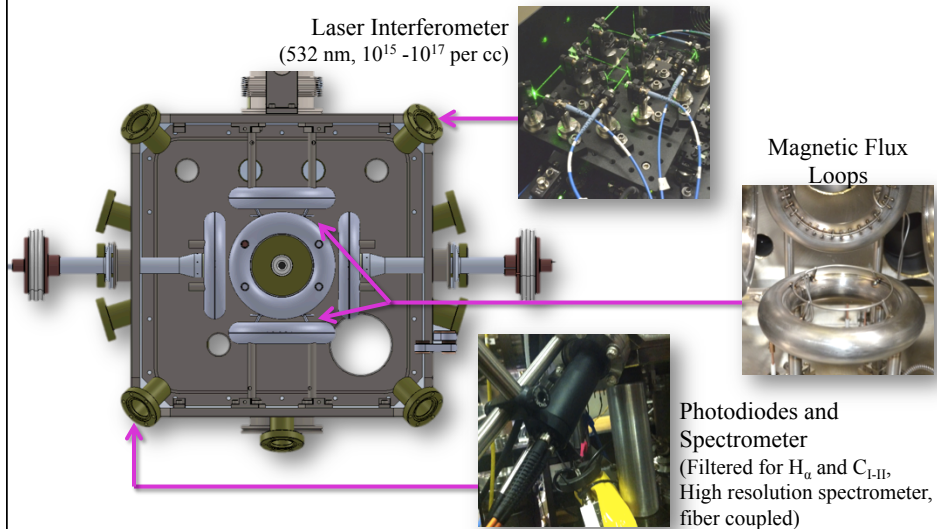 Laser Interferometer
(532 nm, 10¹⁵ -10¹⁷ per cc)
Magnetic Flux
Loops
Photodiodes and
Spectrometer
(Filtered for Hα and C_I-II,
High resolution spectrometer,
fiber coupled)